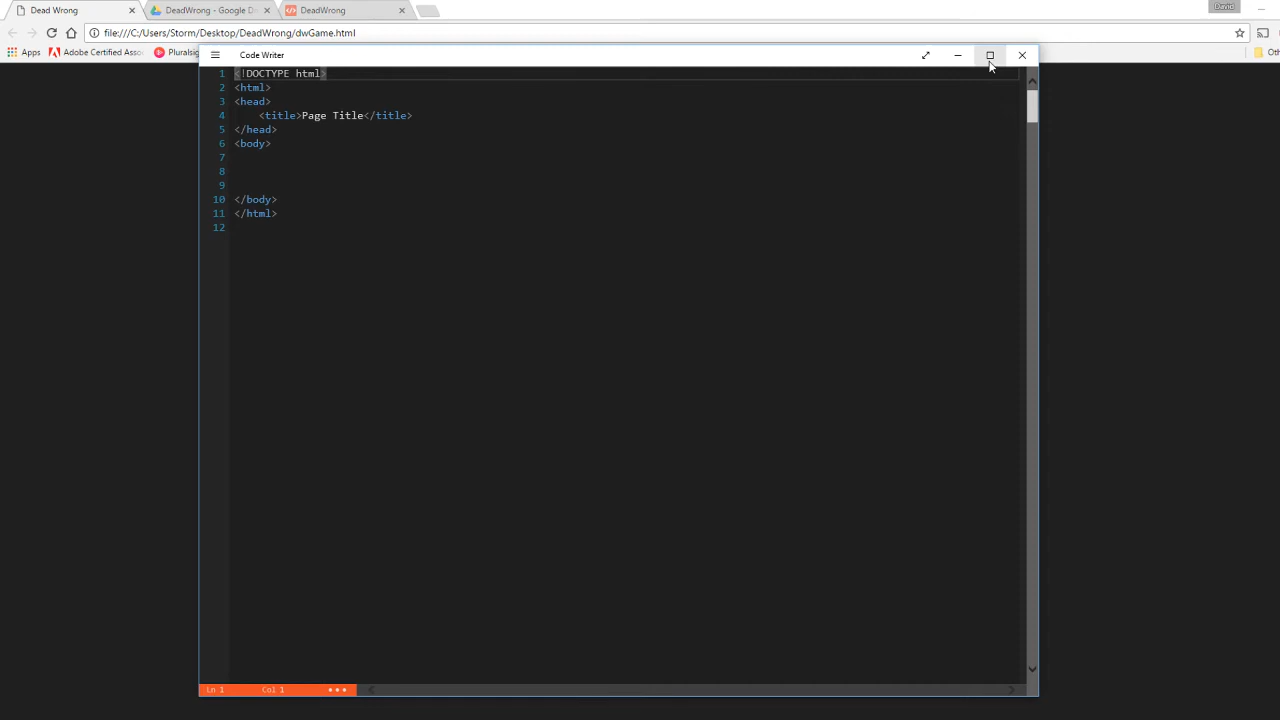 Dead Wrong
DeadWrong - Google D
DeadWrong
David
file:///C:/Users/Storm/Desktop/DeadWrong/dwGame.html
Apps
Adobe Certified Asso
Pluralsig
Ot
Code Writer
1 <!DOCTYPE html>
2 <html>
3 <head>
4 <title>Page Title</title>
5 </head>
6 <body>
7
8
9
10 </body>
11 </html>
12
Ln 1 Col 1